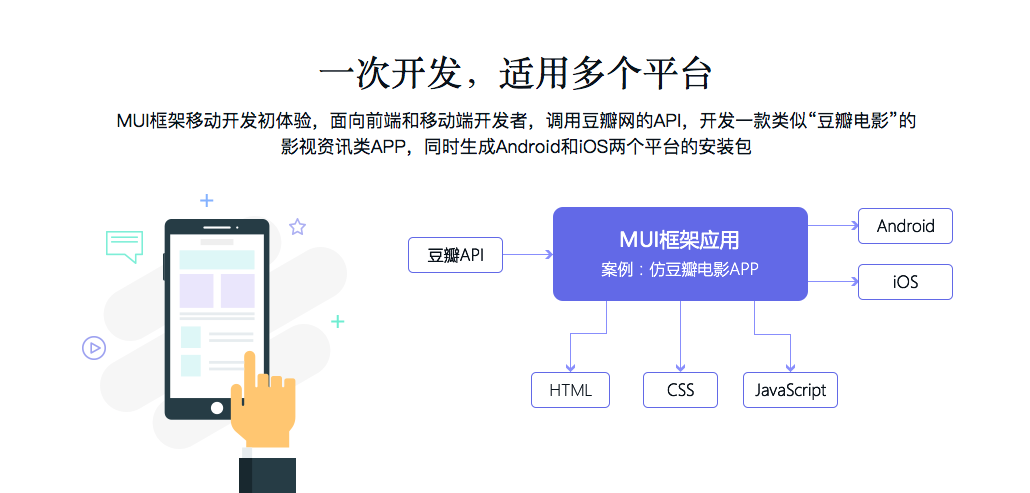 一次开发，适用多个平台
MUI框架移动开发初体验，面向前端和移动端开发者，调用豆瓣网的API，开发一款类似“豆瓣电影”的
影视资讯类APP，同时生成Android和iOS两个平台的安装包
豆瓣API
MUI框架应用
案例：仿豆瓣电影APP
Android
iOS
HTML
CSS
JavaScript